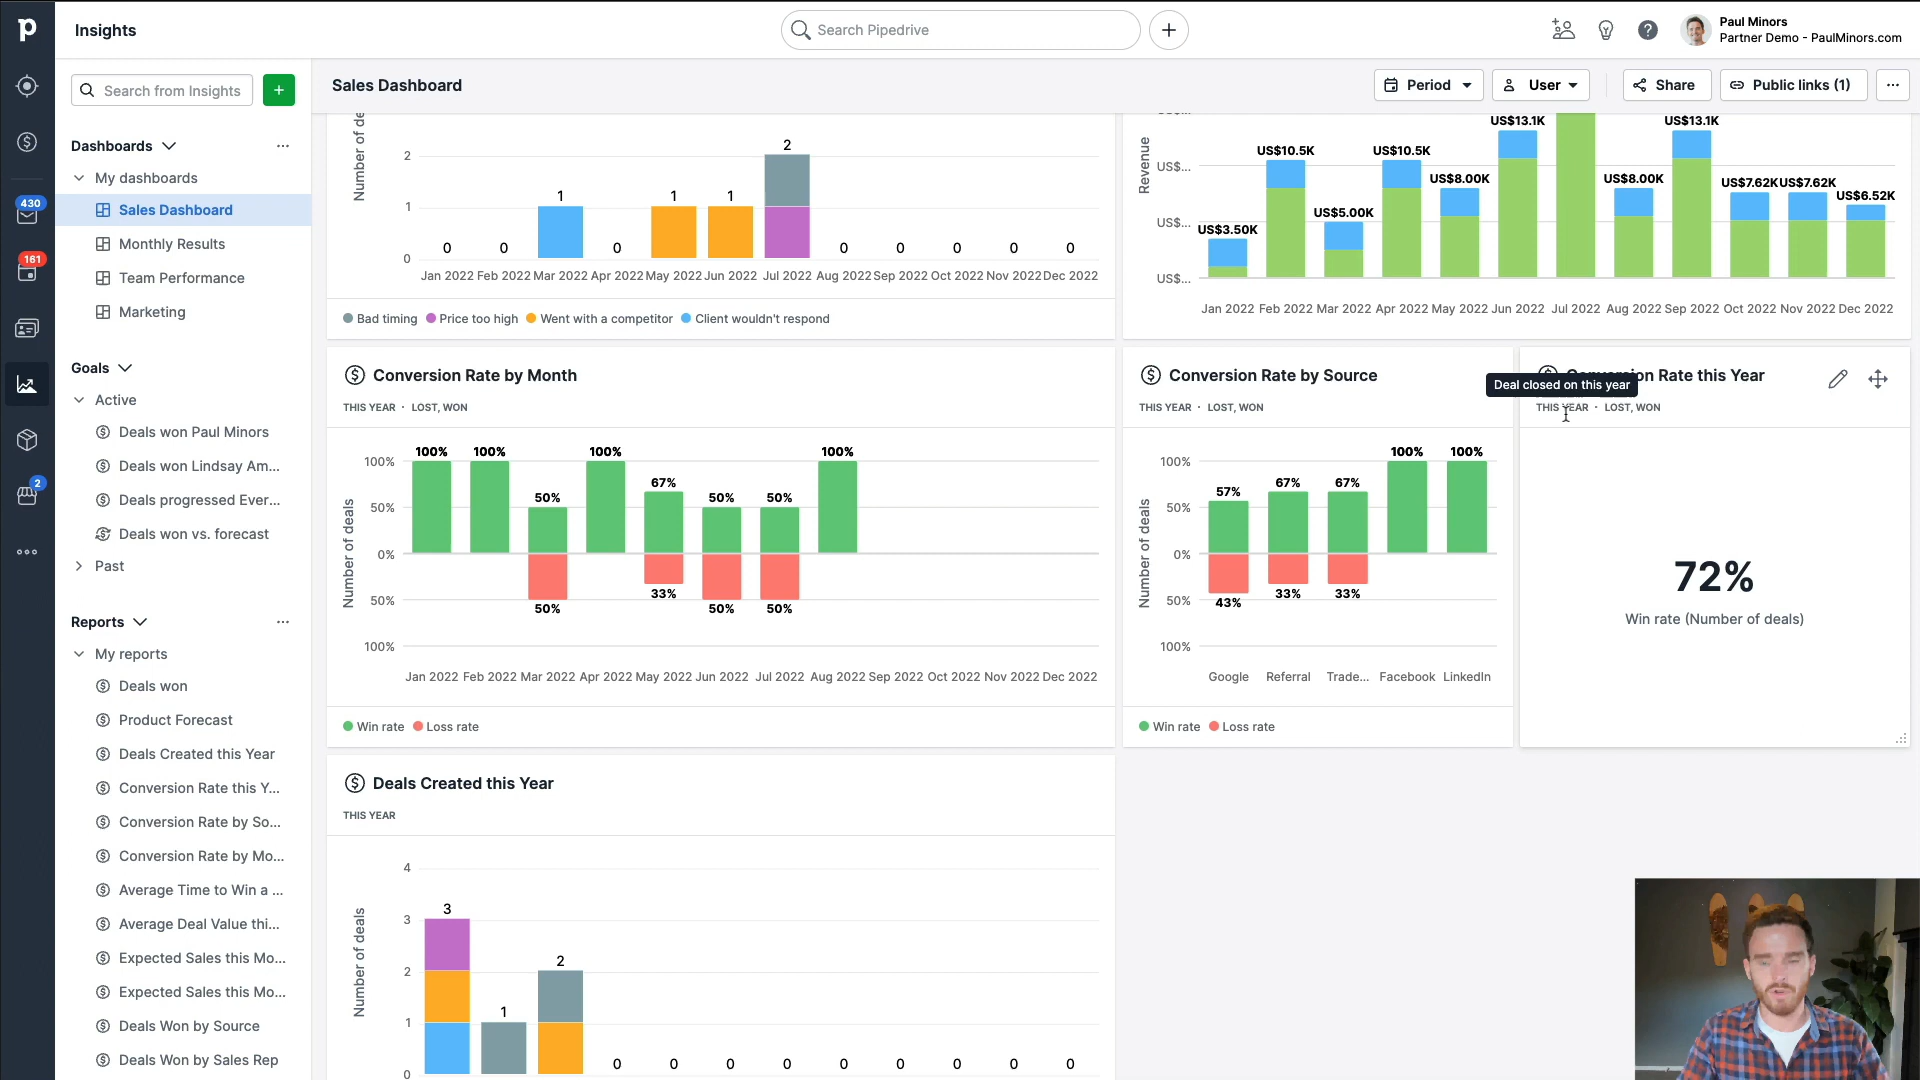 p
Insights
Search Pipedrive
Paul Minors
Partner Demo - PaulMinors.com
430
161
2
Search from Insights
+
Dashboards
My dashboards
Sales Dashboard
Monthly Results
Team Performance
Marketing
Goals
Active
Deals won Paul Minors
Deals won Lindsay Am...
Deals progressed Ever...
Deals won vs. forecast
Past
Reports
My reports
Deals won
Product Forecast
Deals Created this Year
Conversion Rate this Y...
Conversion Rate by So...
Conversion Rate by Mo...
Average Time to Win a ...
Average Deal Value thi...
Expected Sales this Mo...
Expected Sales this Mo...
Deals Won by Source
Deals Won by Sales Rep
Sales Dashboard
Period
User
Share
Public links (1)
Number of de
2
1
0
0 0 1 0 1 1 2 0 0 0 0 0
Jan 2022 Feb 2022 Mar 2022 Apr 2022 May 2022 Jun 2022 Jul 2022 Aug 2022 Sep 2022 Oct 2022 Nov 2022 Dec 2022
Bad timing Price too high Went with a competitor Client wouldn't respond
Revenue
US$...
US$...
US$...
US$3.50K US$10.5K US$5.00K US$10.5K US$8.00K US$13.1K US$8.00K US$13.1K US$7.62K US$7.62K US$6.52K
Jan 2022 Feb 2022 Mar 2022 Apr 2022 May 2022 Jun 2022 Jul 2022 Aug 2022 Sep 2022 Oct 2022 Nov 2022 Dec 2022
Conversion Rate by Month
THIS YEAR · LOST, WON
Number of deals
100%
50%
0%
50%
100%
100% 100% 50% 100% 67% 50% 50% 100%
50% 33% 50% 50%
Jan 2022 Feb 2022 Mar 2022 Apr 2022 May 2022 Jun 2022 Jul 2022 Aug 2022 Sep 2022 Oct 2022 Nov 2022 Dec 2022
Win rate Loss rate
Conversion Rate by Source
THIS YEAR · LOST, WON
Number of deals
100%
50%
0%
50%
100%
57% 67% 67% 100% 100%
43% 33% 33%
Google Referral Trade... Facebook LinkedIn
Win rate Loss rate
Rate this Year
Deal closed on this year
THIS YEAR · LOST, WON
72%
Win rate (Number of deals)
Deals Created this Year
THIS YEAR
Number of deals
4
3
2
1
0
3 1 2 0 0 0 0 0 0 0 0 0